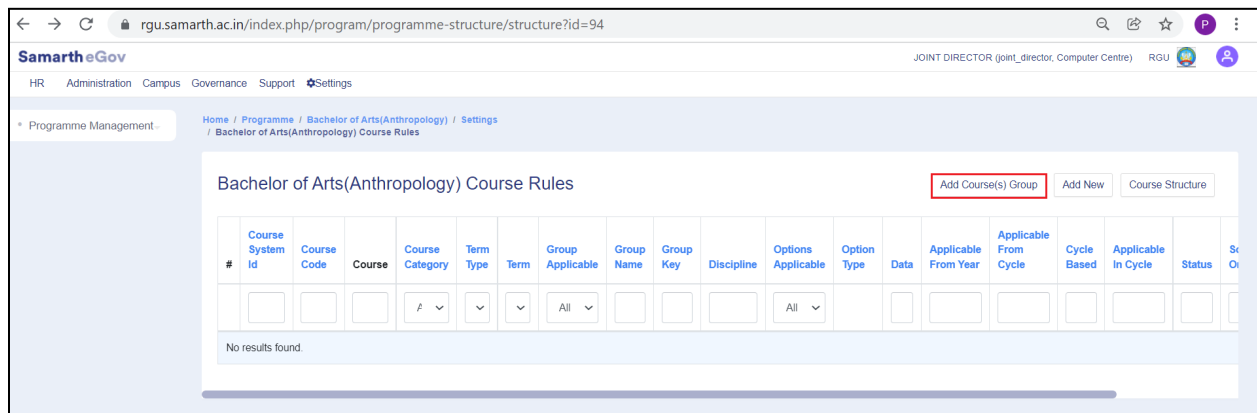 rgu.samarth.ac.in/index.php/program/programme-structure/structure?id=94
P
Samarth eGov
JOINT DIRECTOR (joint_director, Computer Centre) RGU
HR Administration Campus Governance Support Settings
Programme Management
Home / Programme / Bachelor of Arts(Anthropology) / Settings
/ Bachelor of Arts(Anthropology) Course Rules
Bachelor of Arts(Anthropology) Course Rules
Add Course(s) Group Add New Course Structure
# Course System Id Course Code Course Course Category Term Type Term Group Applicable Group Name Group Key Discipline Options Applicable Option Type Data Applicable From Year Applicable From Cycle Cycle Based Applicable In Cycle Status
All All
No results found.